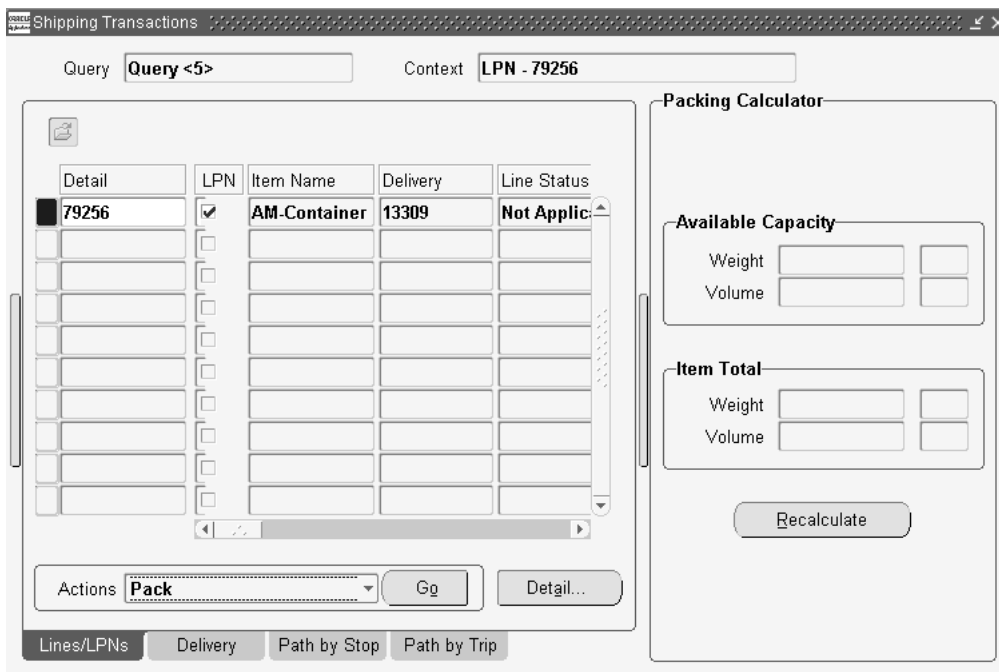 ORACLE
Shipping Transactions
Query Query <5> Context LPN - 79256
Packing Calculator
Detail LPN Item Name Delivery Line Status
79256 AM-Container 13309 Not Applic
Available Capacity
Weight
Volume
Item Total
Weight
Volume
Recalculate
Actions Pack Go Detail...
Lines/LPNs Delivery Path by Stop Path by Trip